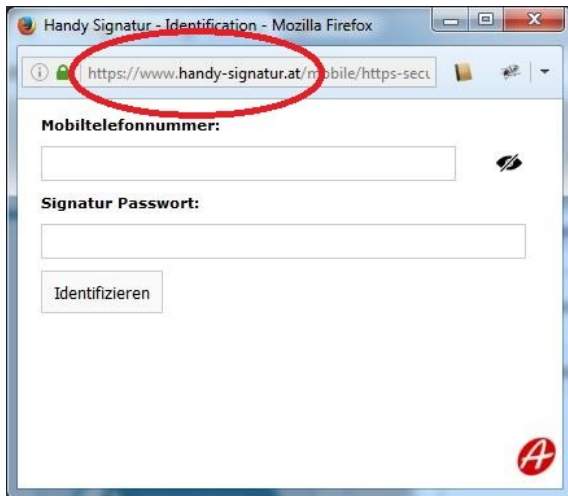 Handy Signatur - Identification - Mozilla Firefox
https://www.handy-signatur.at/mobile/https-secu
Mobiltelefonnummer:
Signatur Passwort:
Identifizieren
A